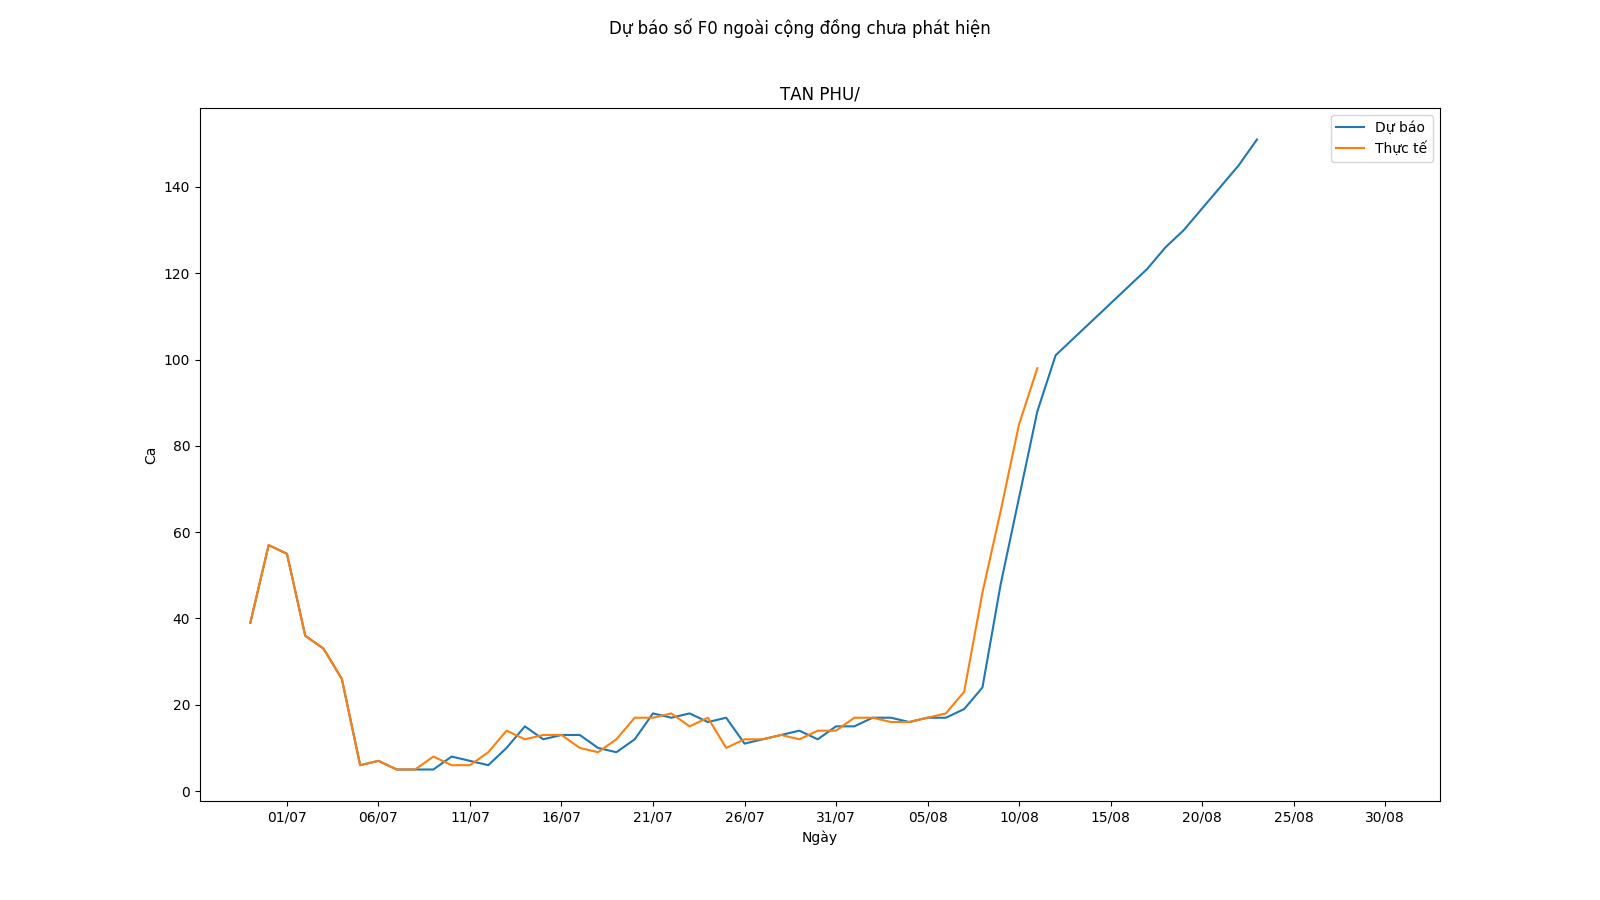 Dự báo số F0 ngoài cộng đồng chưa phát hiện
TAN PHU/
Dự báo
Thực tế
140
120
100
80
60
40
20
0
Ca
01/07 06/07 11/07 16/07 21/07 26/07 31/07 05/08 10/08 15/08 20/08 25/08 30/08
Ngày